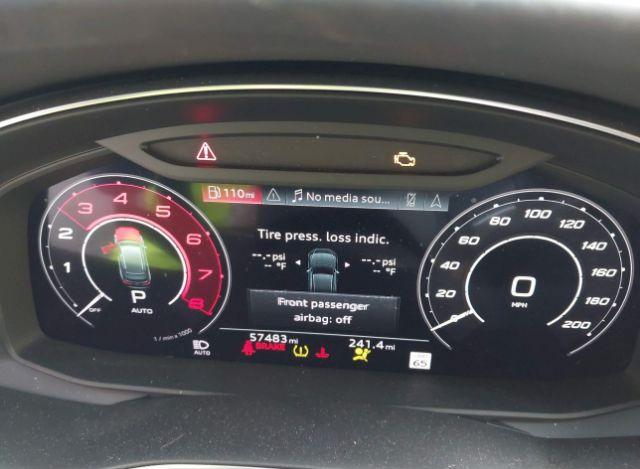 110mi No media sou...
Tire press. loss indic.
--.- psi --.- psi
-- °F -- °F
Front passenger
airbag: off
1 2 3 4 5 6 7 8
OFF
P
AUTO
1 / min x 1000
20 40 60 80 100 120 140 160 180 200
0
MPH
57483 mi 241.4 mi
AUTO
BRAKE
65